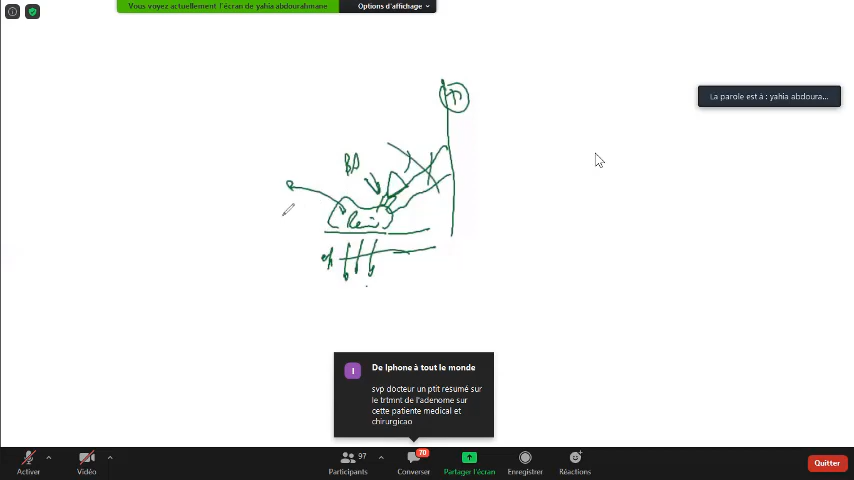 Vous voyez actuellement l'écran de yahia abdourahmane
Options d'affichage
La parole est à : yahia abdoura...
Rein
De Iphone à tout le monde
I
svp docteur un ptit resumé sur
le trtmnt de l'adenome sur
cette patiente medical et
chirurgicao
97
70
Activer
Vidéo
Participants
Converser
Partager l'écran
Enregistrer
Réactions
Quitter